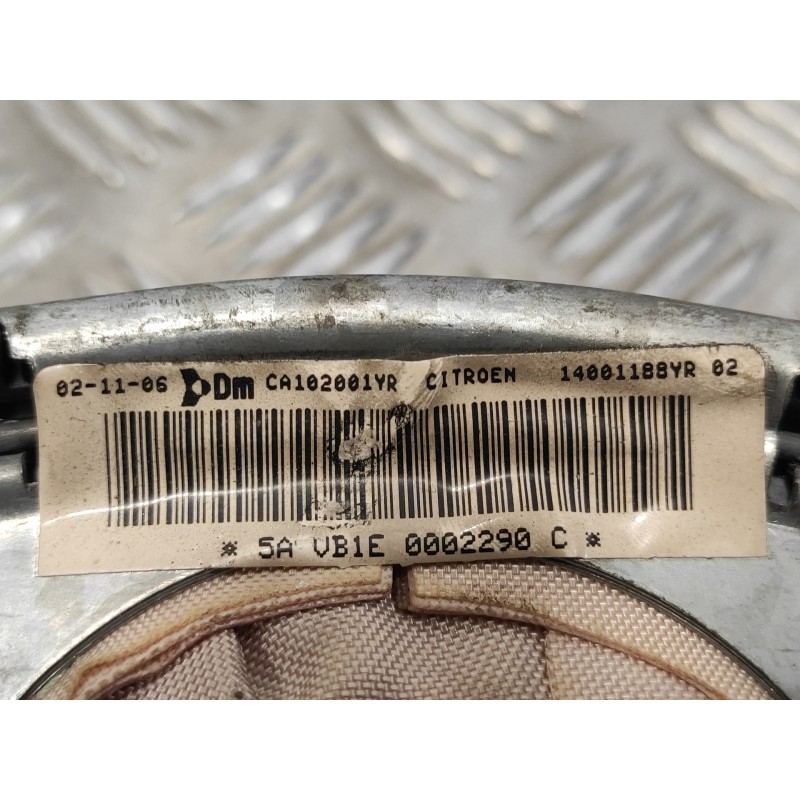 02-11-06 Dm CA102001YR CITROEN 14001188YR 02
* 5A VB1E 0002290 C *